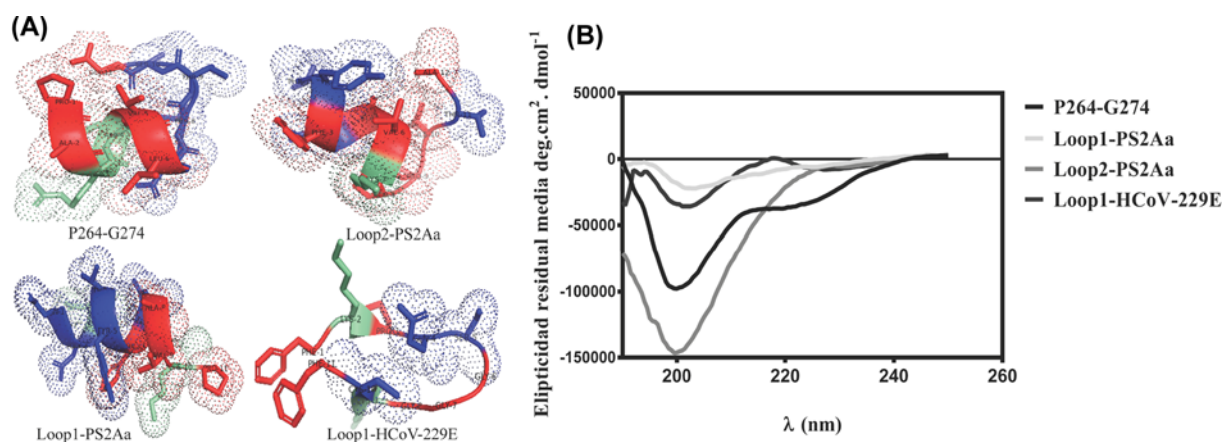 (A)
P264-G274
Loop2-PS2Aa
Loop1-PS2Aa
Loop1-HCoV-229E
(B)
Elipticidad residual media deg.cm². dmol⁻¹
50000
0
-50000
-100000
-150000
200
220
240
260
λ (nm)
P264-G274
Loop1-PS2Aa
Loop2-PS2Aa
Loop1-HCoV-229E